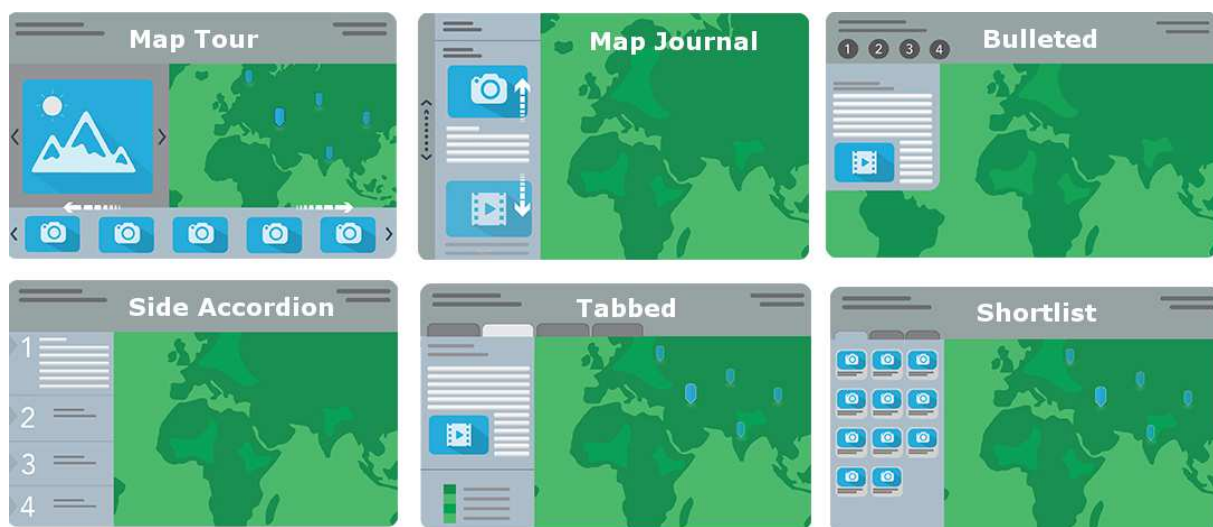 Map Tour
Map Journal
Bulleted
1 2 3 4
Side Accordion
1
2
3
4
Tabbed
Shortlist